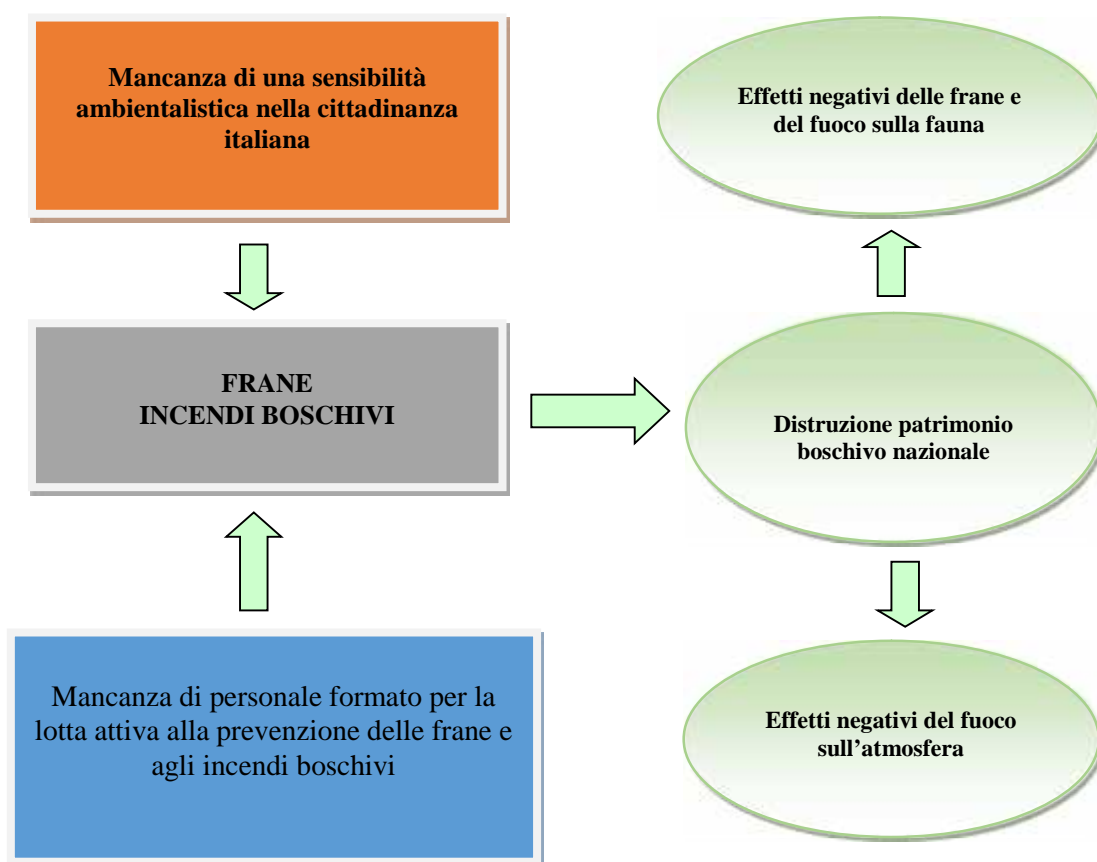 Mancanza di una sensibilità
ambientalistica nella cittadinanza
italiana
Effetti negativi delle frane e
del fuoco sulla fauna
FRANE
INCENDI BOSCHIVI
Distruzione patrimonio
boschivo nazionale
Mancanza di personale formato per la
lotta attiva alla prevenzione delle frane e
agli incendi boschivi
Effetti negativi del fuoco
sull’atmosfera